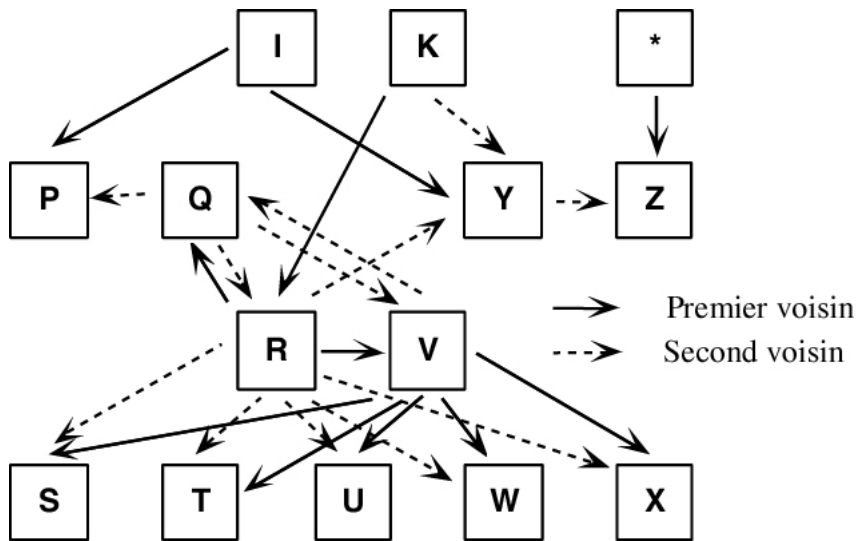 I K *
P Q Y Z
R V
Premier voisin
Second voisin
S T U W X